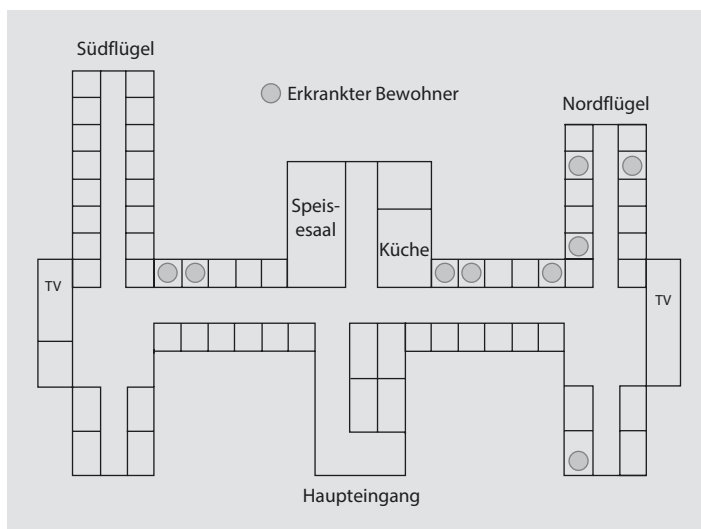 Südflügel
Erkrankter Bewohner
Nordflügel
Speis-
esaal
Küche
TV
TV
Haupteingang